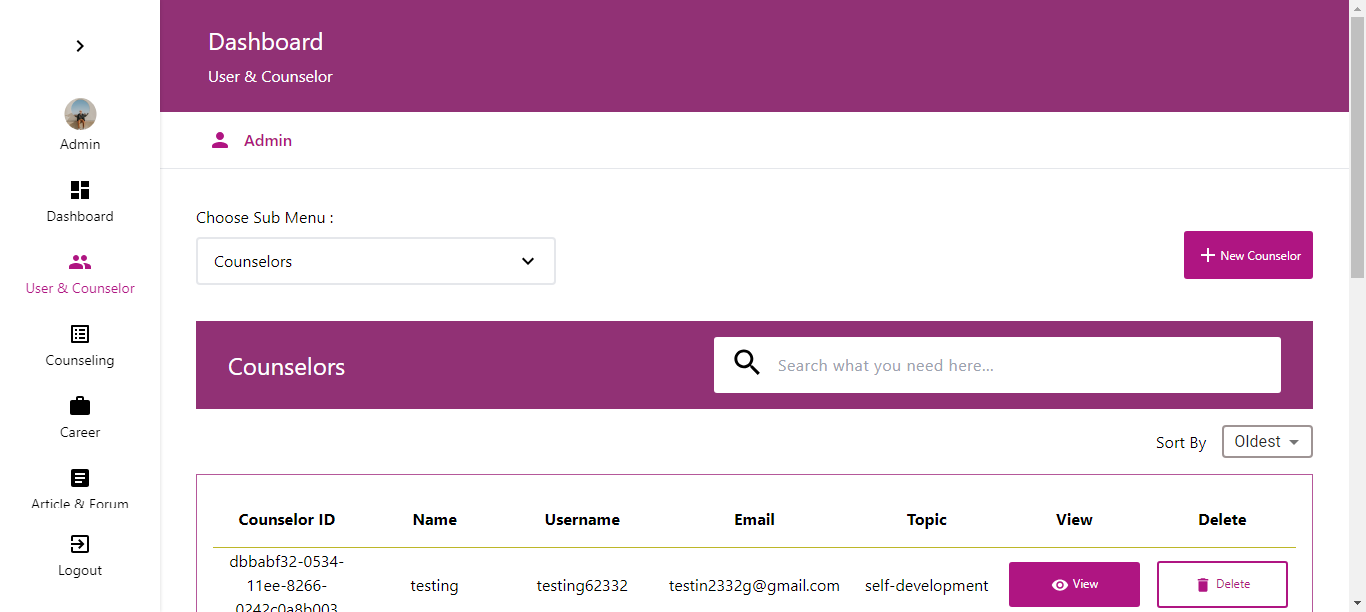 Dashboard
User & Counselor
Admin
Admin
Dashboard
User & Counselor
Counseling
Career
Article & Forum
Logout
Choose Sub Menu :
Counselors
New Counselor
Counselors
Search what you need here...
Sort By
Oldest
Counselor ID Name Username Email Topic View Delete
dbbabf32-0534-
11ee-8266-
0242c0a8b003
testing testing62332 testin2332g@gmail.com self-development View Delete